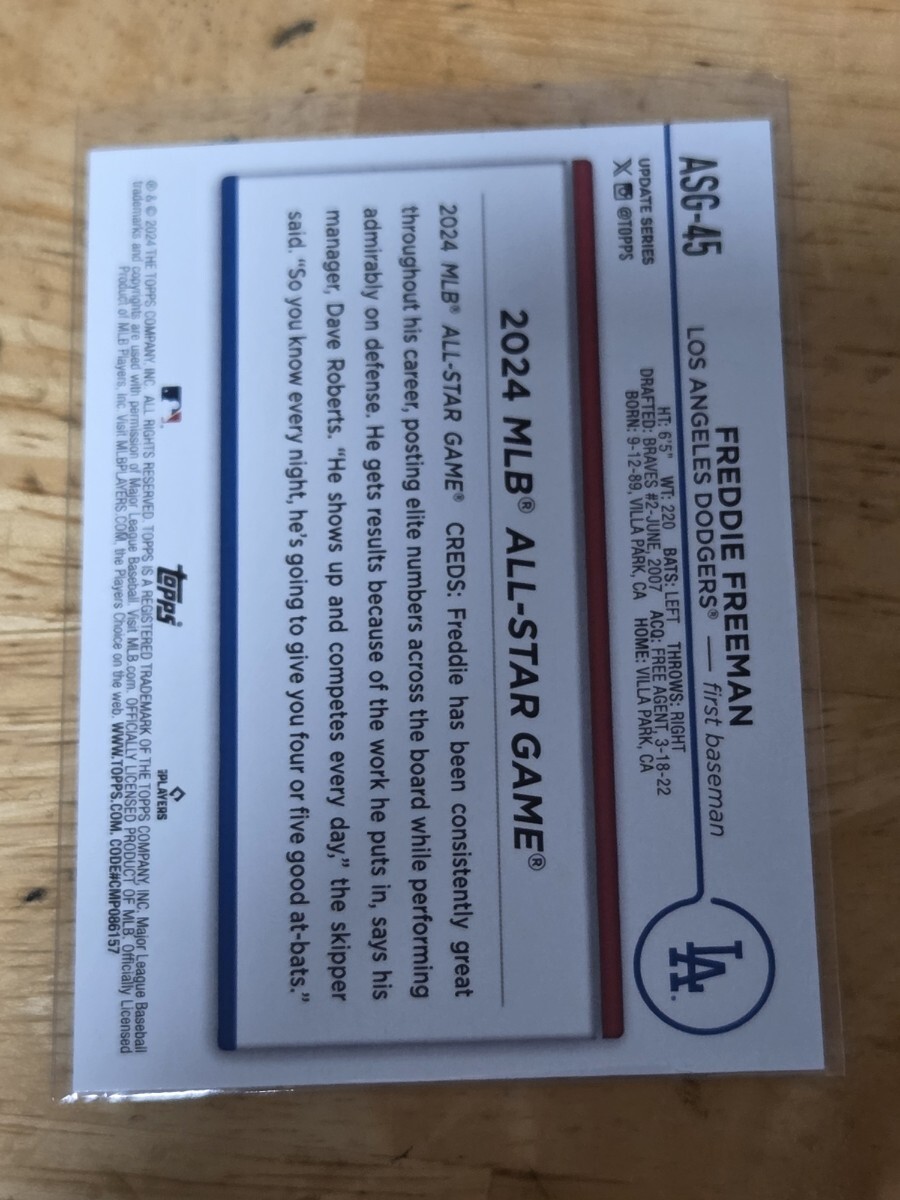 ASG-45
FREDDIE FREEMAN
LOS ANGELES DODGERS® — first baseman
LA
UPDATE SERIES
X @TOPPS
HT: 6'5" WT: 220 BATS: LEFT THROWS: RIGHT
DRAFTED: BRAVES #2-JUNE, 2007 ACQ: FREE AGENT, 3-18-22
BORN: 9-12-89, VILLA PARK, CA HOME: VILLA PARK, CA
2024 MLB® ALL-STAR GAME®
2024 MLB® ALL-STAR GAME® CREDS: Freddie has been consistently great
throughout his career, posting elite numbers across the board while performing
admirably on defense. He gets results because of the work he puts in, says his
manager, Dave Roberts. “He shows up and competes every day,” the skipper
said. “So you know every night, he’s going to give you four or five good at-bats.”
topps
PLAYERS
® & © 2024 THE TOPPS COMPANY, INC. ALL RIGHTS RESERVED. TOPPS IS A REGISTERED TRADEMARK OF THE TOPPS COMPANY, INC. Major League Baseball
trademarks and copyrights are used with permission of Major League Baseball. Visit MLB.com. OFFICIALLY LICENSED PRODUCT OF MLB. Officially Licensed
Product of MLB Players, Inc. Visit MLBPLAYERS.COM, the Players Choice on the web. WWW.TOPPS.COM. CODE#CMP086157